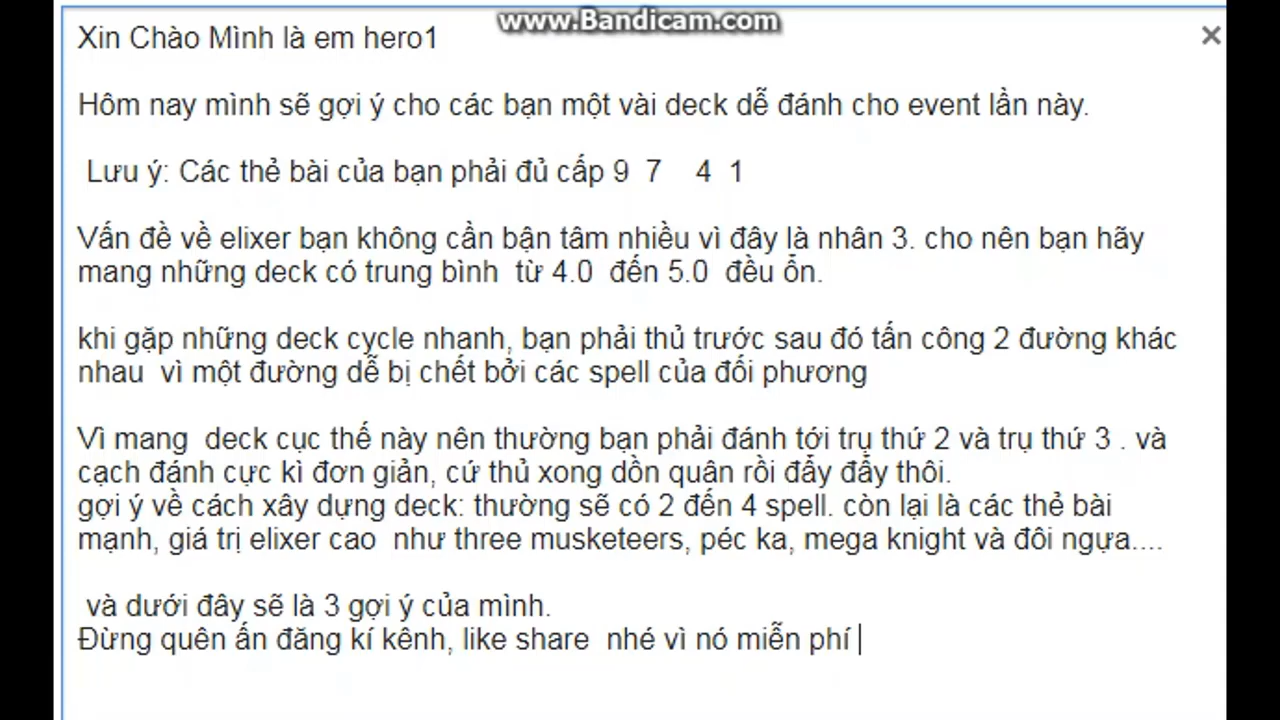 www.Bandicam.com
Xin Chào Mình là em hero1
Hôm nay mình sẽ gợi ý cho các bạn một vài deck dễ đánh cho event lần này.
Lưu ý: Các thẻ bài của bạn phải đủ cấp 9 7 4 1
Vấn đề về elixer bạn không cần bận tâm nhiều vì đây là nhân 3. cho nên bạn hãy
mang những deck có trung bình từ 4.0 đến 5.0 đều ổn.
khi gặp những deck cycle nhanh, bạn phải thủ trước sau đó tấn công 2 đường khác
nhau vì một đường dễ bị chết bởi các spell của đối phương
Vì mang deck cục thế này nên thường bạn phải đánh tới trụ thứ 2 và trụ thứ 3 . và
cạch đánh cực kì đơn giản, cứ thủ xong dồn quân rồi đẩy đẩy thôi.
gợi ý về cách xây dựng deck: thường sẽ có 2 đến 4 spell. còn lại là các thẻ bài
mạnh, giá trị elixer cao như three musketeers, péc ka, mega knight và đôi ngựa....
và dưới đây sẽ là 3 gợi ý của mình.
Đừng quên ấn đăng kí kênh, like share nhé vì nó miễn phí